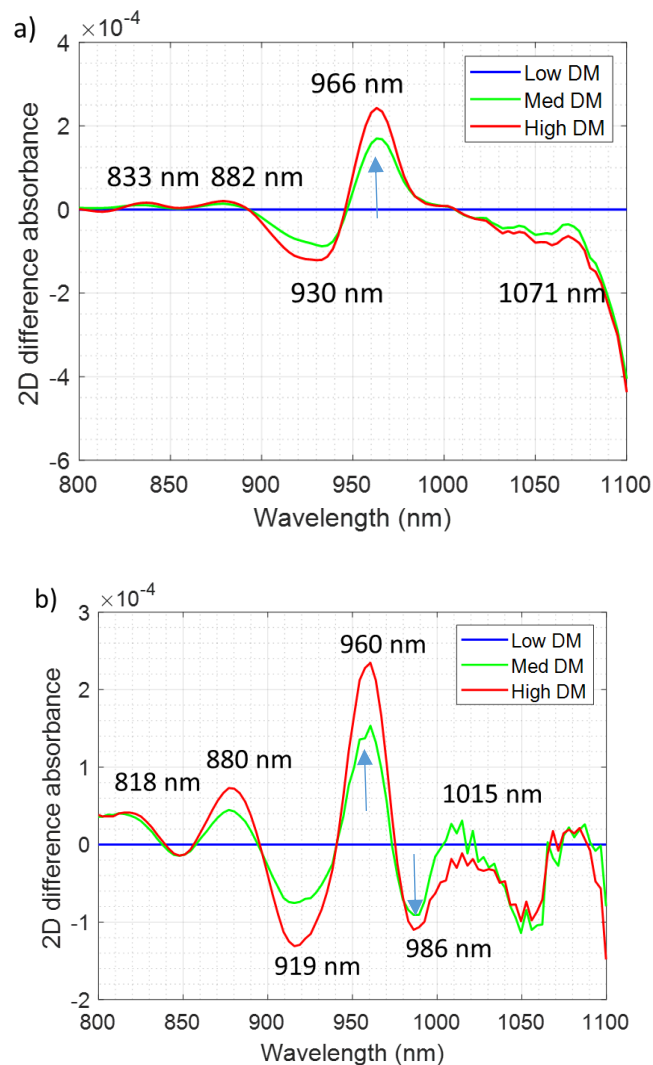 a)
×10⁻⁴
4
2
0
-2
-4
-6
2D difference absorbance
966 nm
833 nm
882 nm
930 nm
1071 nm
Low DM
Med DM
High DM
800
850
900
950
1000
1050
1100
Wavelength (nm)
b)
×10⁻⁴
3
2
1
0
-1
-2
2D difference absorbance
960 nm
880 nm
818 nm
1015 nm
919 nm
986 nm
Low DM
Med DM
High DM
800
850
900
950
1000
1050
1100
Wavelength (nm)